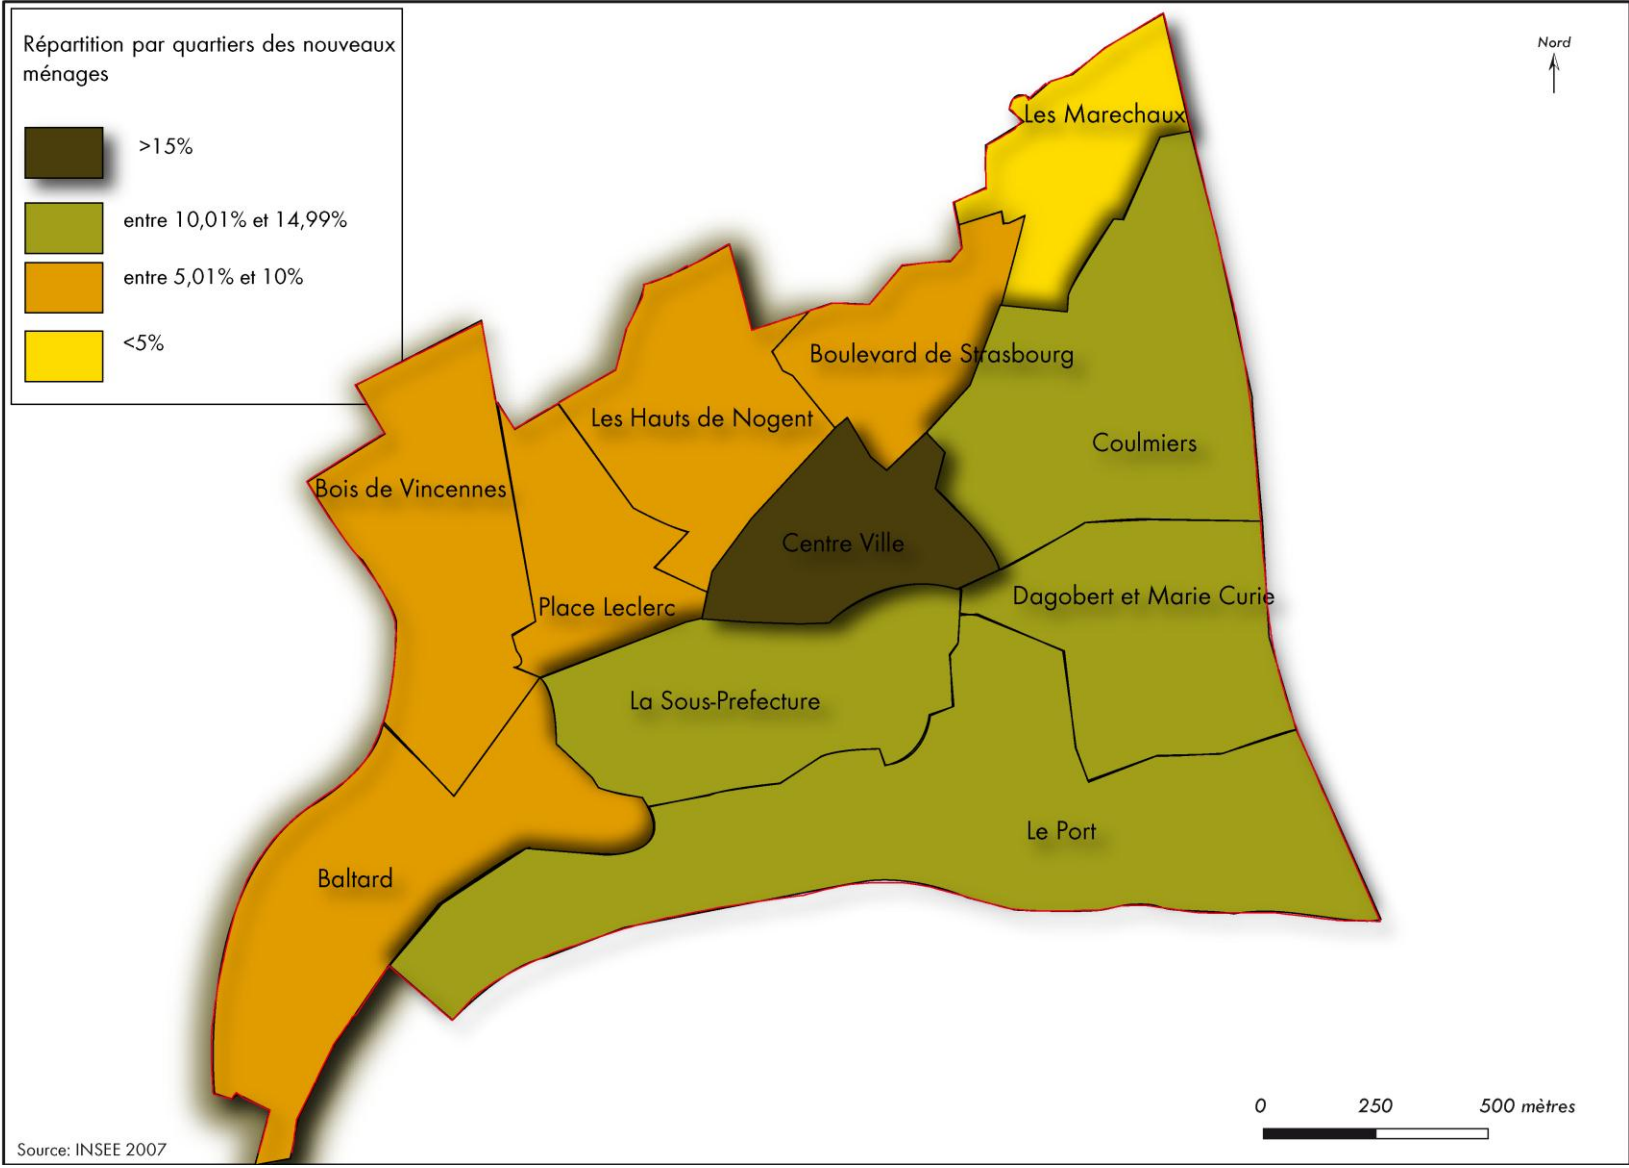 Répartition par quartiers des nouveaux
ménages
>15%
entre 10,01% et 14,99%
entre 5,01% et 10%
<5%
Nord
Les Marechaux
Boulevard de Strasbourg
Les Hauts de Nogent
Coulmiers
Bois de Vincennes
Centre Ville
Dagobert et Marie Curie
Place Leclerc
La Sous-Prefecture
Le Port
Baltard
0 250 500 mètres
Source: INSEE 2007